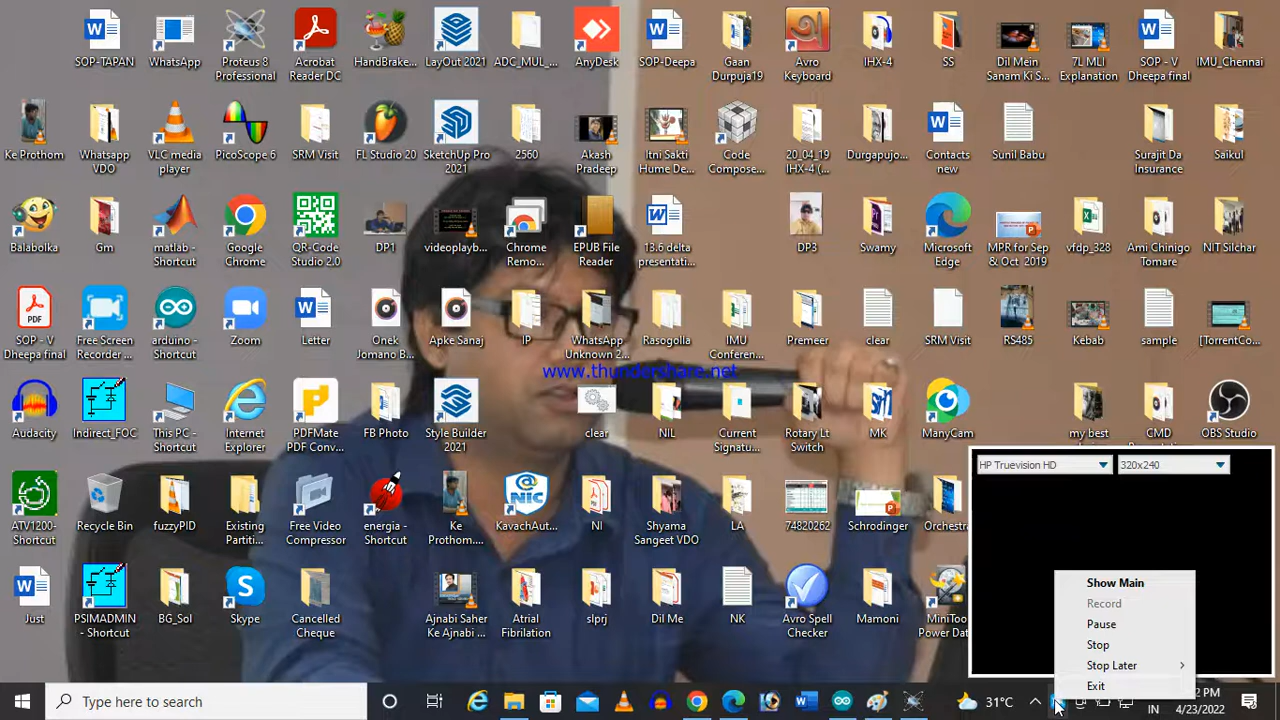 SOP-TAPAN
WhatsApp
Proteus 8
Professional
Acrobat
Reader DC
HandBrake...
LayOut 2021
ADC_MUL_...
AnyDesk
SOP-Deepa
Gaan
Durpuja19
Avro
Keyboard
IHX-4
SS
Dil Mein
Sanam Ki S...
7L MLI
Explanation
SOP - V
Dheepa final
IMU_Chennai
Ke Prothom
Whatsapp
VDO
VLC media
player
PicoScope 6
SRM Visit
FL Studio 20
SketchUp Pro
2021
2560
Akash
Pradeep
Itni Sakti
Hume De...
Code
Compose...
20_04_19
IHX-4 (...
Durgapujo...
Contacts
new
Sunil Babu
Surajit Da
Insurance
Saikul
Balabolka
Gm
matlab -
Shortcut
Google
Chrome
QR-Code
Studio 2.0
DP1
videoplayb...
Chrome
Remo...
EPUB File
Reader
13.6 delta
presentati...
DP3
Swamy
Microsoft
Edge
MPR for Sep
& Oct 2019
vfdp_328
Ami Chinigo
Tomare
NIT Silchar
SOP - V
Dheepa final
Free Screen
Recorder ...
arduino -
Shortcut
Zoom
Letter
Onek
Jomano B...
Apke Sanaj
IP
WhatsApp
Unknown 2...
Rasogolla
IMU
Conferen...
Premeer
clear
SRM Visit
RS485
Kebab
sample
[TorrentCo...
www.thundershare.net
Audacity
Indirect_FOC
This PC -
Shortcut
Internet
Explorer
PDFMate
PDF Conv...
FB Photo
Style Builder
2021
clear
NIL
Current
Signatu...
Rotary Lt
Switch
MK
ManyCam
my best
CMD
OBS Studio
HP Truevision HD
320x240
ATV1200-
Shortcut
Recycle Bin
fuzzyPID
Existing
Partiti...
Free Video
Compressor
energia -
Shortcut
Ke
Prothom....
KavachAut...
NI
Shyama
Sangeet VDO
LA
74820262
Schrodinger
Orchestr
Just
PSIMADMIN
- Shortcut
BG_Sol
Skype
Cancelled
Cheque
Ajnabi Saher
Ke Ajnabi ...
Atrial
Fibrilation
slprj
Dil Me
NK
Avro Spell
Checker
Mamoni
MiniToo
Power Dat
Show Main
Record
Pause
Stop
Stop Later
Exit
Type here to search
31°C
2 PM
IN
4/23/2022